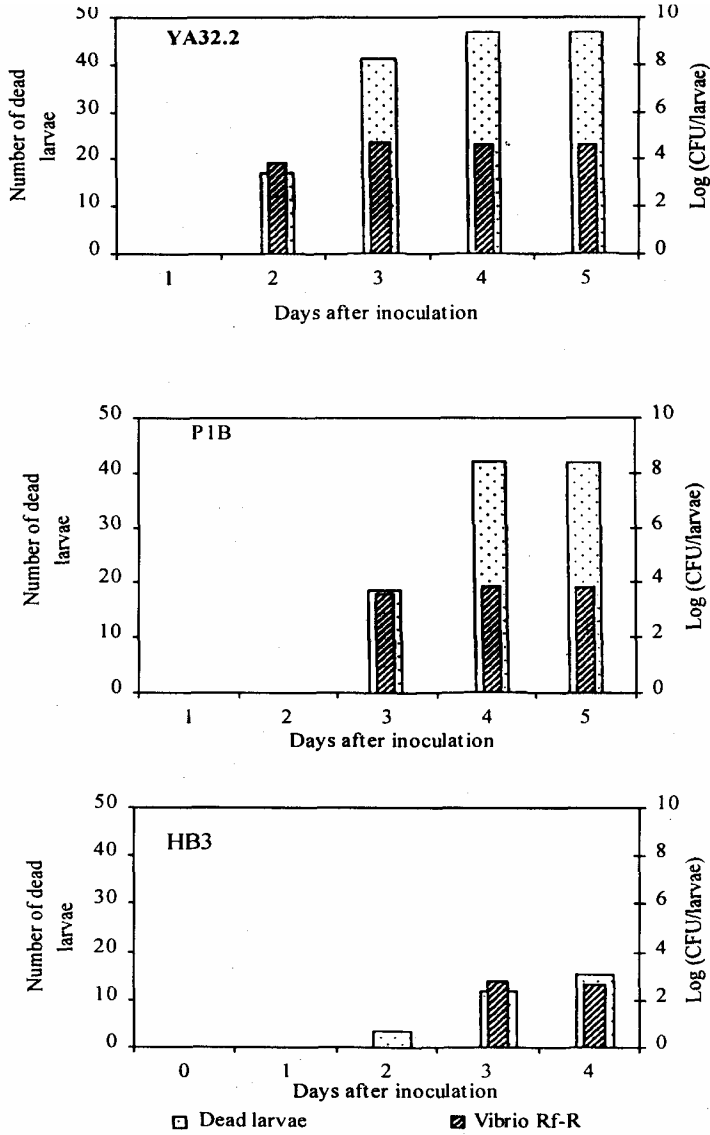 YA32.2
50
40
30
20
10
0
Number of dead
larvae
10
8
6
4
2
0
Log (CFU/larvae)
1 2 3 4 5
Days after inoculation
P1B
50
40
30
20
10
0
Number of dead
larvae
10
8
6
4
2
0
Log (CFU/larvae)
1 2 3 4 5
Days after inoculation
HB3
50
40
30
20
10
0
Number of dead
larvae
10
8
6
4
2
0
Log (CFU/larvae)
0 1 2 3 4
Days after inoculation
Dead larvae Vibrio Rf-R